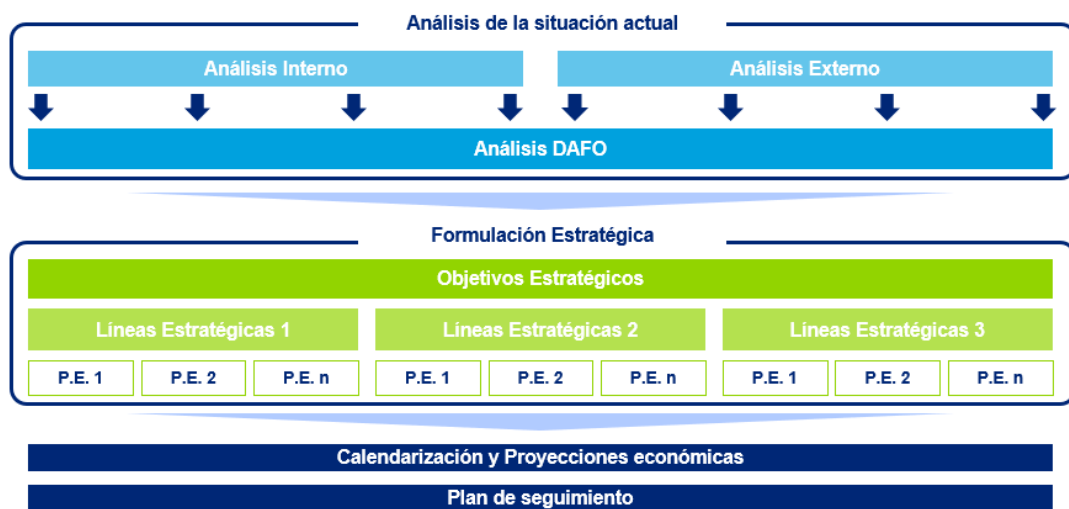 Análisis de la situación actual
Análisis Interno
Análisis Externo
Análisis DAFO
Formulación Estratégica
Objetivos Estratégicos
Líneas Estratégicas 1
Líneas Estratégicas 2
Líneas Estratégicas 3
P.E. 1
P.E. 2
P.E. n
P.E. 1
P.E. 2
P.E. n
P.E. 1
P.E. 2
P.E. n
Calendarización y Proyecciones económicas
Plan de seguimiento